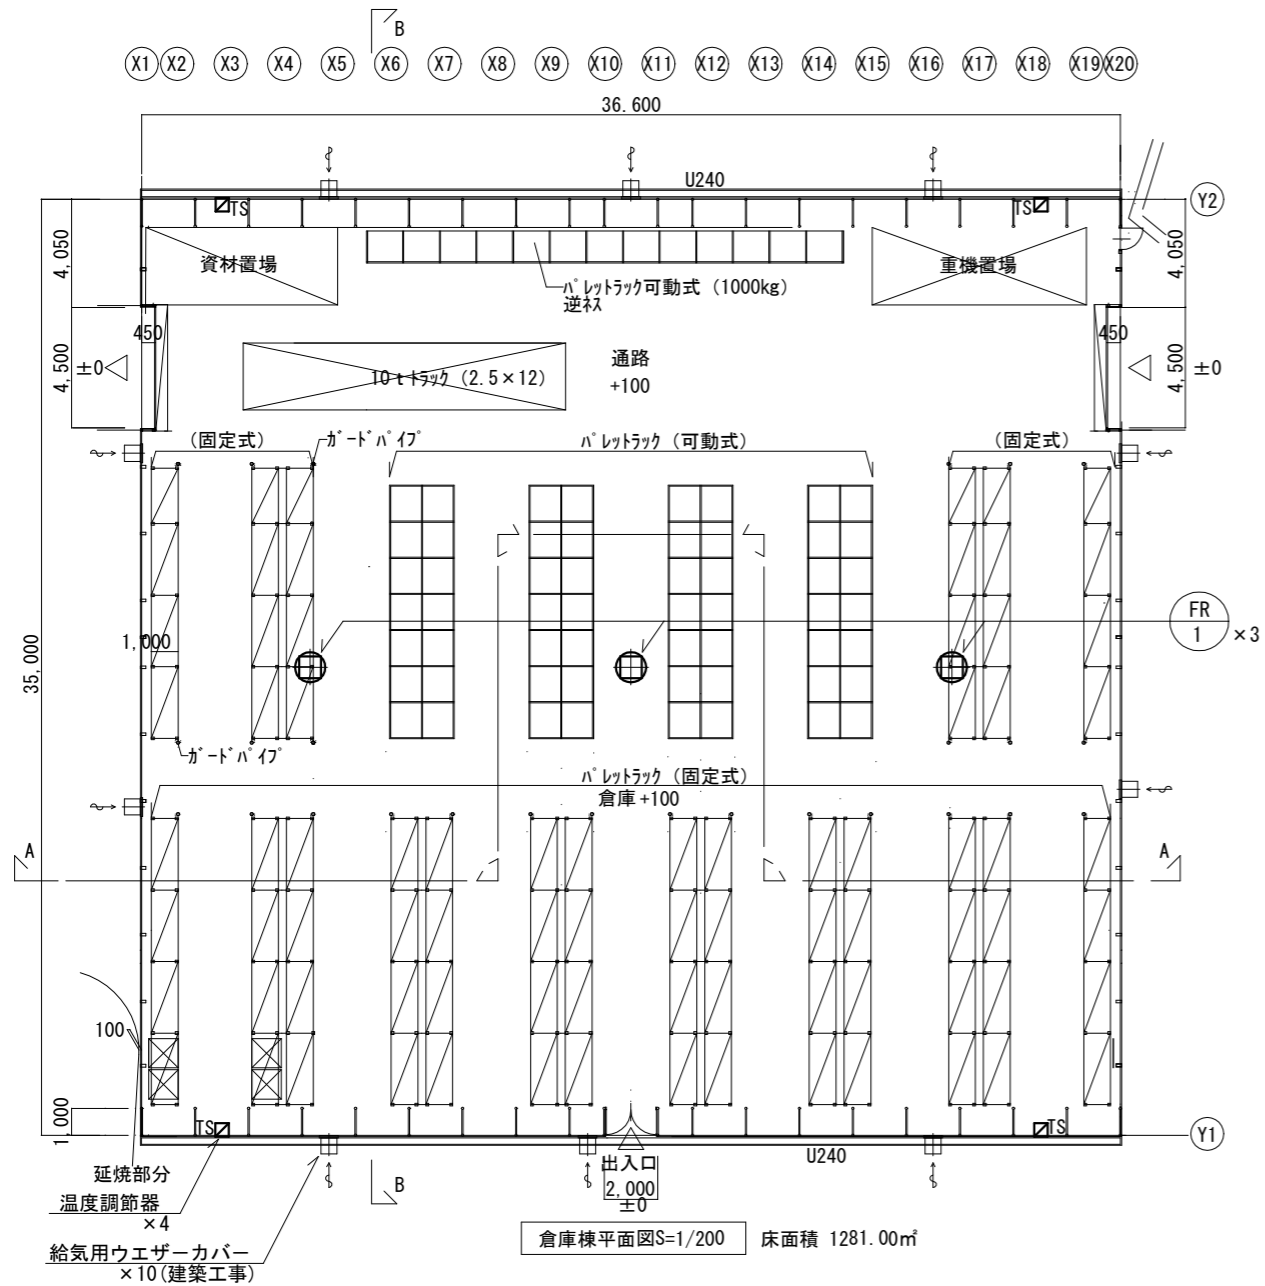 B
X1 X2 X3 X4 X5 X6 X7 X8 X9 X10 X11 X12 X13 X14 X15 X16 X17 X18 X19 X20
36.600
U240
Y2
TS
TS
4,050
4,050
資材置場
重機置場
パレットラック可動式 (1000kg)
逆ネス
450
450
4,500
±0
4,500
±0
通路
+100
10tトラック (2.5×12)
(固定式)
ガードパイプ
パレットラック (可動式)
(固定式)
FR
1
×3
35,000
1,000
ガードパイプ
パレットラック (固定式)
倉庫+100
A
A
100
1,000
TS
TS
Y1
U240
延焼部分
出入口
2,000
±0
B
温度調節器
×4
給気用ウエザーカバー
×10(建築工事)
倉庫棟平面図S=1/200 床面積 1281.00㎡